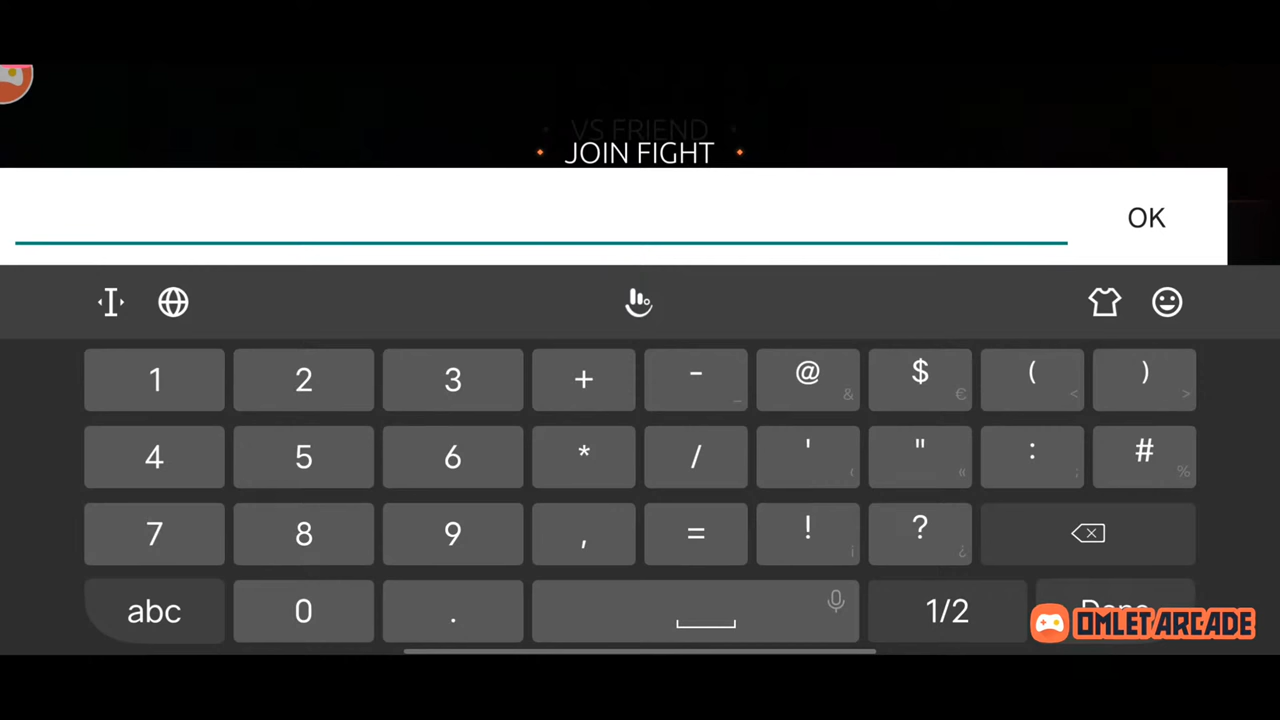 VS FRIEND
JOIN FIGHT
OK
1 2 3 + - _ @ & $ € ( < ) >
4 5 6 * / ' ‹ " « : ; # %
7 8 9 , = ! ¡ ? ¿
abc 0 . 1/2 Done
OMLET ARCADE